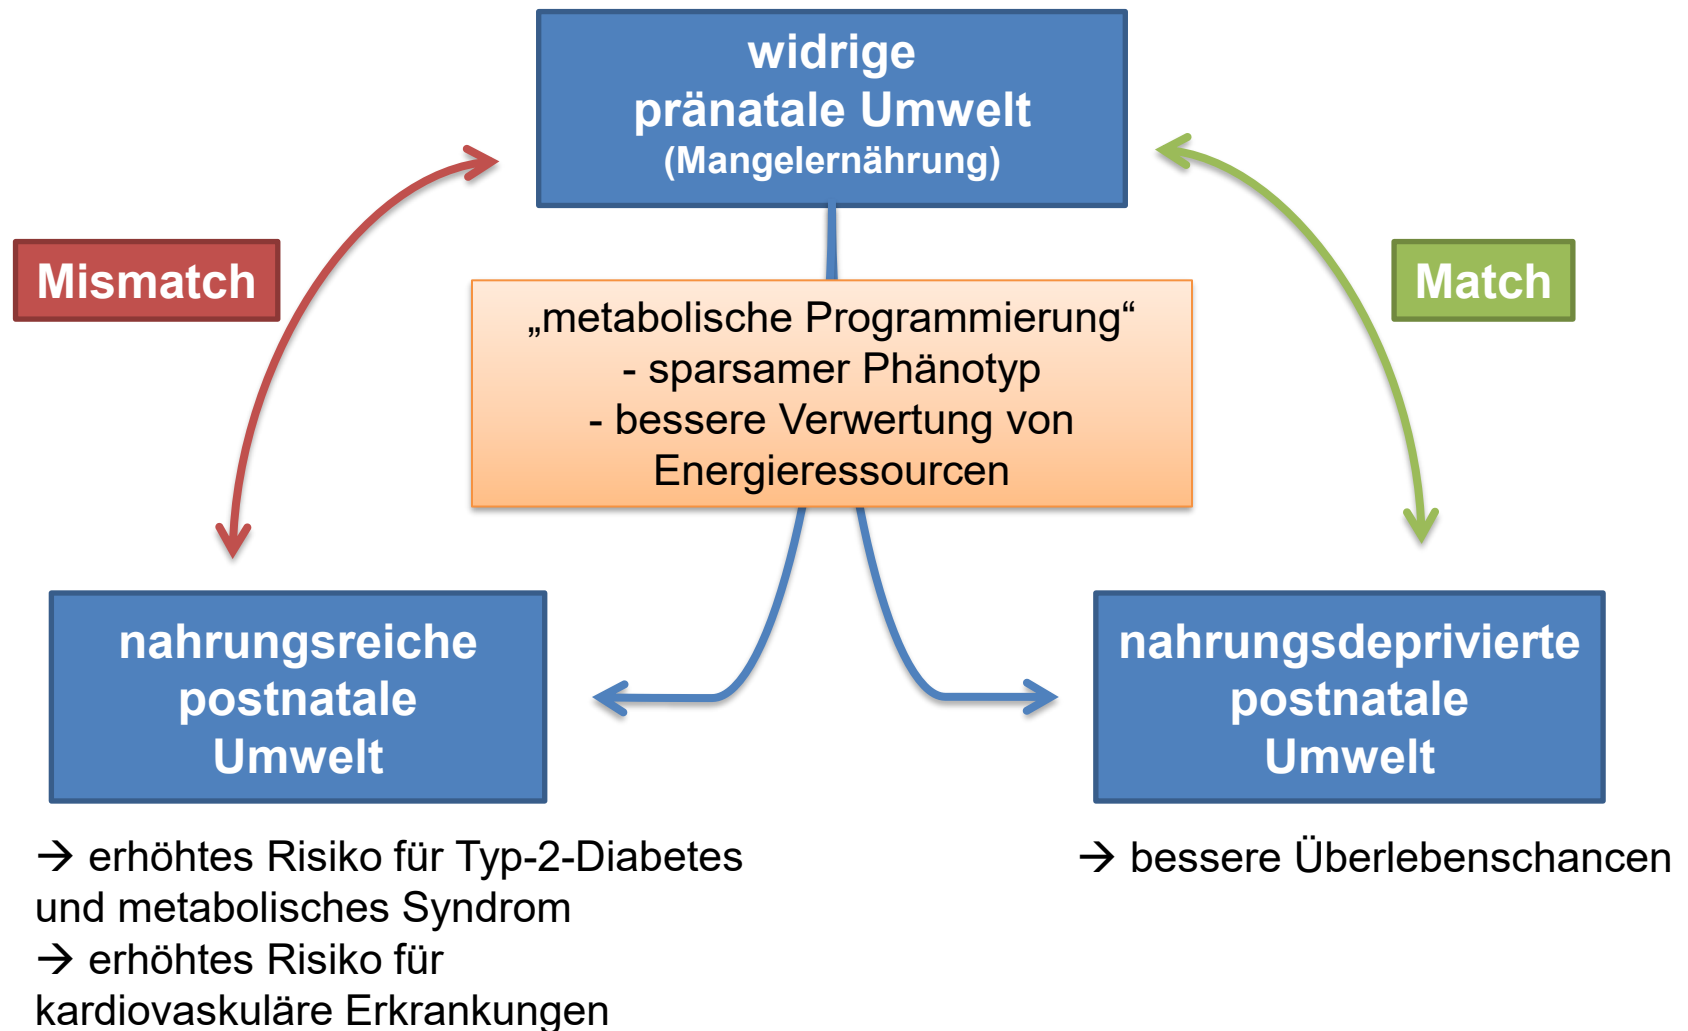 widrige
pränatale Umwelt
(Mangelernährung)
Mismatch
Match
„metabolische Programmierung“
- sparsamer Phänotyp
- bessere Verwertung von
Energieressourcen
nahrungsreiche
postnatale
Umwelt
nahrungsdeprivierte
postnatale
Umwelt
→ erhöhtes Risiko für Typ-2-Diabetes
und metabolisches Syndrom
→ erhöhtes Risiko für
kardiovaskuläre Erkrankungen
→ bessere Überlebenschancen